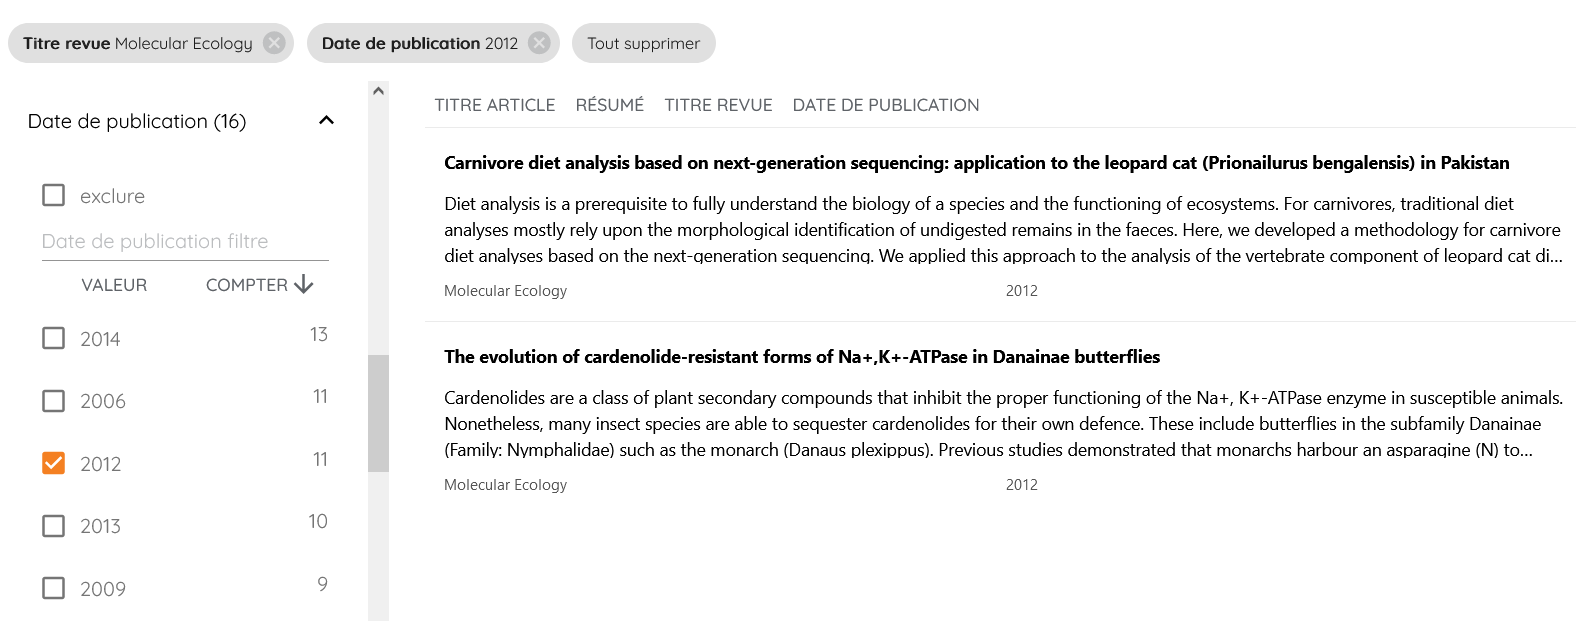 Titre revue Molecular Ecology Date de publication 2012 Tout supprimer
Date de publication (16)
exclure
Date de publication filtre
VALEUR COMPTER
2014 13
2006 11
2012 11
2013 10
2009 9
TITRE ARTICLE RÉSUMÉ TITRE REVUE DATE DE PUBLICATION
Carnivore diet analysis based on next-generation sequencing: application to the leopard cat (Prionailurus bengalensis) in Pakistan
Diet analysis is a prerequisite to fully understand the biology of a species and the functioning of ecosystems. For carnivores, traditional diet
analyses mostly rely upon the morphological identification of undigested remains in the faeces. Here, we developed a methodology for carnivore
diet analyses based on the next-generation sequencing. We applied this approach to the analysis of the vertebrate component of leopard cat di...
Molecular Ecology 2012
The evolution of cardenolide-resistant forms of Na+,K+-ATPase in Danainae butterflies
Cardenolides are a class of plant secondary compounds that inhibit the proper functioning of the Na+, K+-ATPase enzyme in susceptible animals.
Nonetheless, many insect species are able to sequester cardenolides for their own defence. These include butterflies in the subfamily Danainae
(Family: Nymphalidae) such as the monarch (Danaus plexippus). Previous studies demonstrated that monarchs harbour an asparagine (N) to...
Molecular Ecology 2012